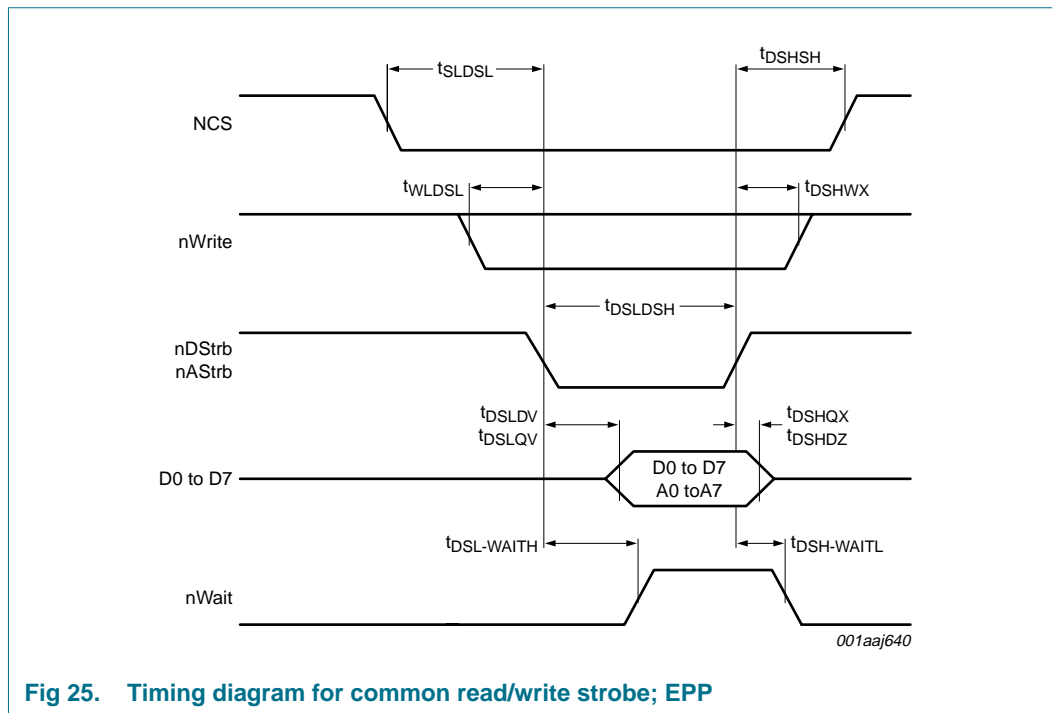 tSLDSL
tDSHSH
NCS
tWLDSL
tDSHWX
nWrite
tDSLDSH
nDStrb
nAStrb
tDSLDV
tDSLQV
tDSHQX
tDSHDZ
D0 to D7
D0 to D7
A0 toA7
tDSL-WAITH
tDSH-WAITL
nWait
001aaj640
Fig 25. Timing diagram for common read/write strobe; EPP